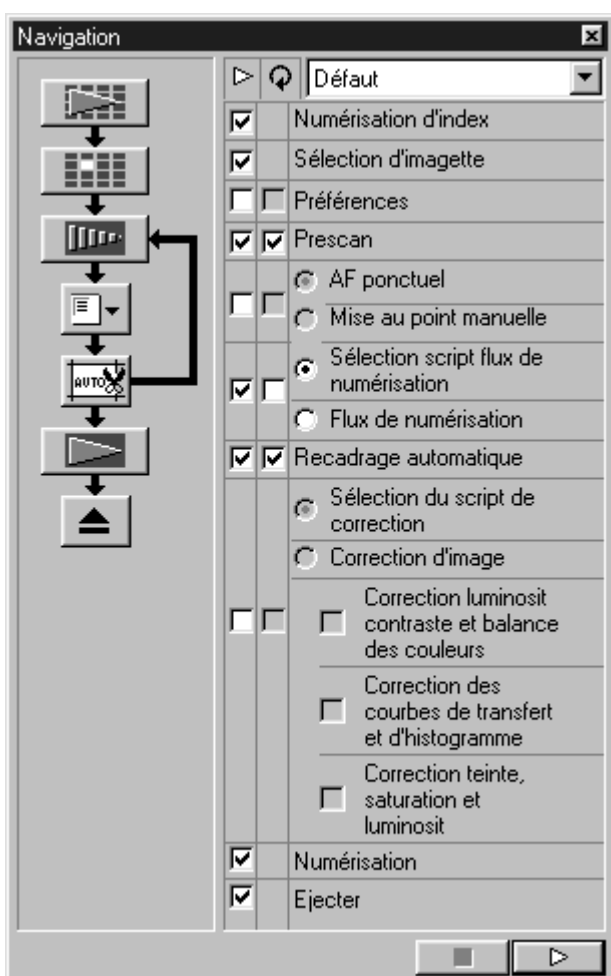 Navigation
Défaut
Numérisation d'index
Sélection d'imagette
Préférences
Prescan
AF ponctuel
Mise au point manuelle
Sélection script flux de
numérisation
Flux de numérisation
AUTO
Recadrage automatique
Sélection du script de
correction
Correction d'image
Correction luminosit
contraste et balance
des couleurs
Correction des
courbes de transfert
et d'histogramme
Correction teinte,
saturation et
luminosit
Numérisation
Ejecter